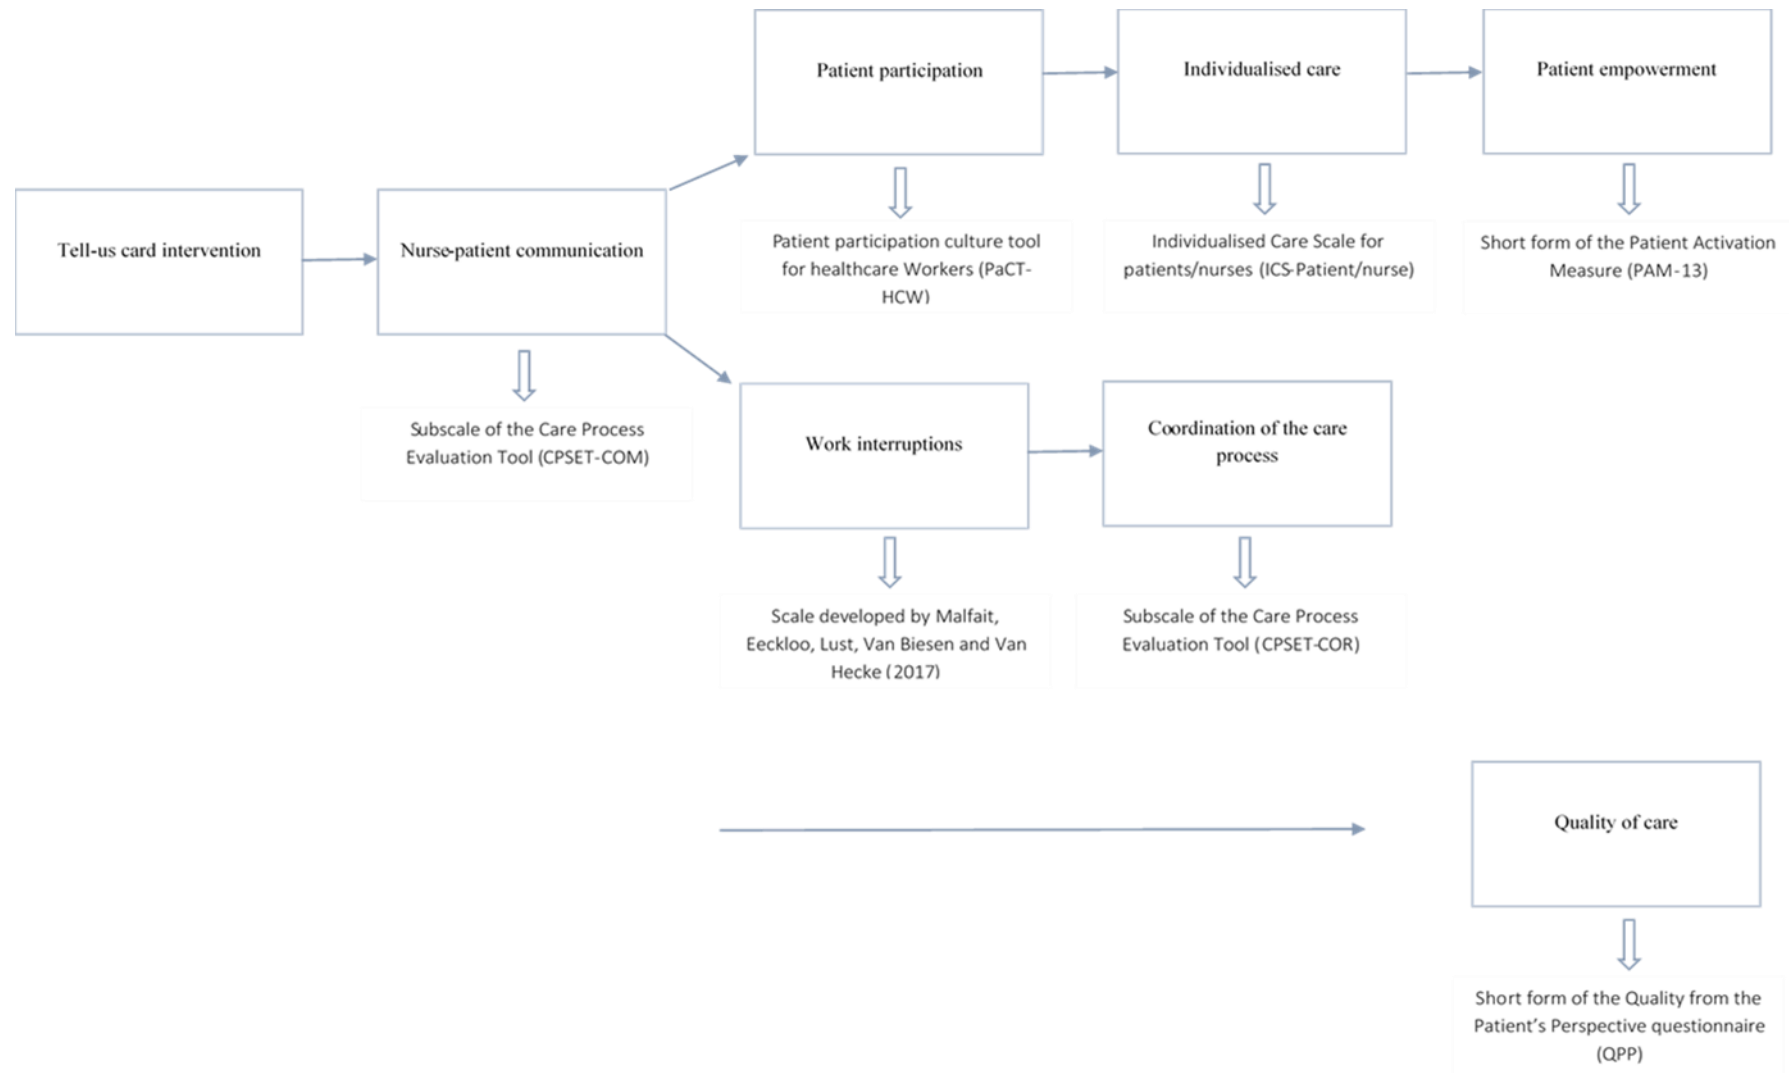 Patient participation
Individualised care
Patient empowerment
Tell-us card intervention
Nurse-patient communication
Patient participation culture tool
for healthcare Workers (PaCT-
HCW)
Individualised Care Scale for
patients/nurses (ICS-Patient/nurse)
Short form of the Patient Activation
Measure (PAM-13)
Subscale of the Care Process
Evaluation Tool (CPSET-COM)
Work interruptions
Coordination of the care
process
Scale developed by Malfait,
Eeckloo, Lust, Van Biesen and Van
Hecke (2017)
Subscale of the Care Process
Evaluation Tool (CPSET-COR)
Quality of care
Short form of the Quality from the
Patient's Perspective questionnaire
(QPP)